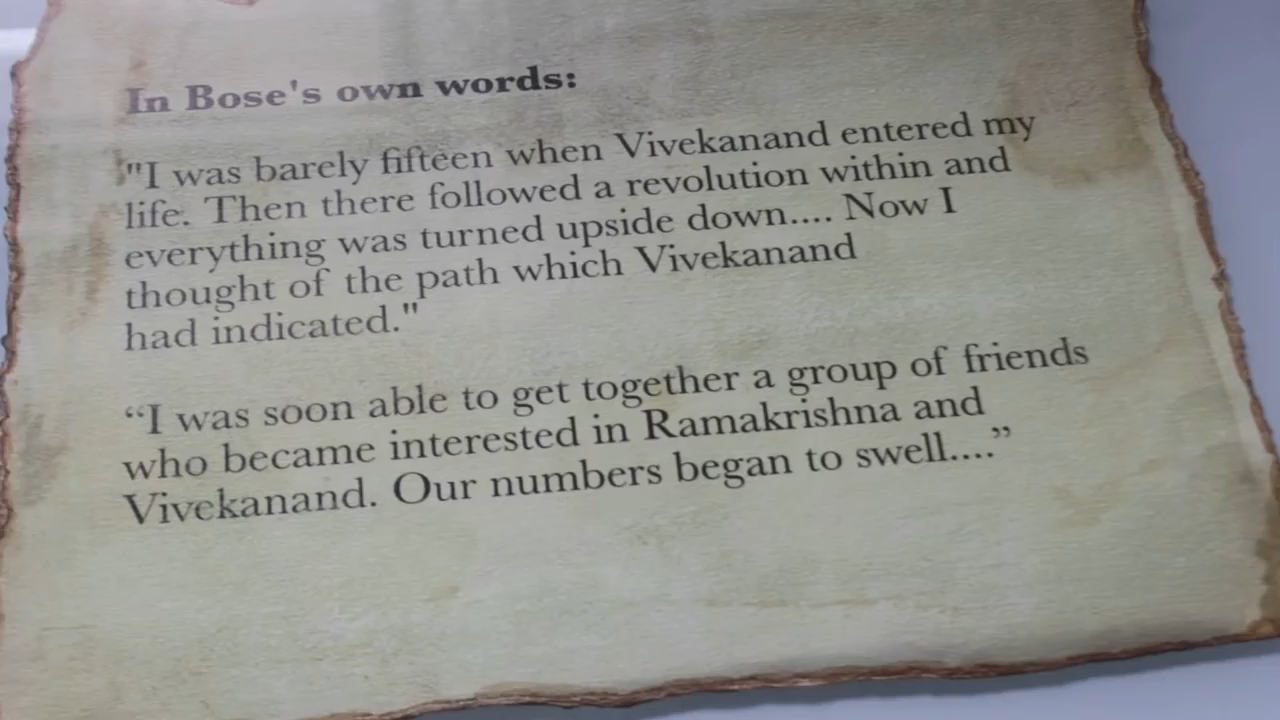 In Bose's own words:
"I was barely fifteen when Vivekanand entered my
life. Then there followed a revolution within and
everything was turned upside down.... Now I
thought of the path which Vivekanand
had indicated."
“I was soon able to get together a group of friends
who became interested in Ramakrishna and
Vivekanand. Our numbers began to swell....”